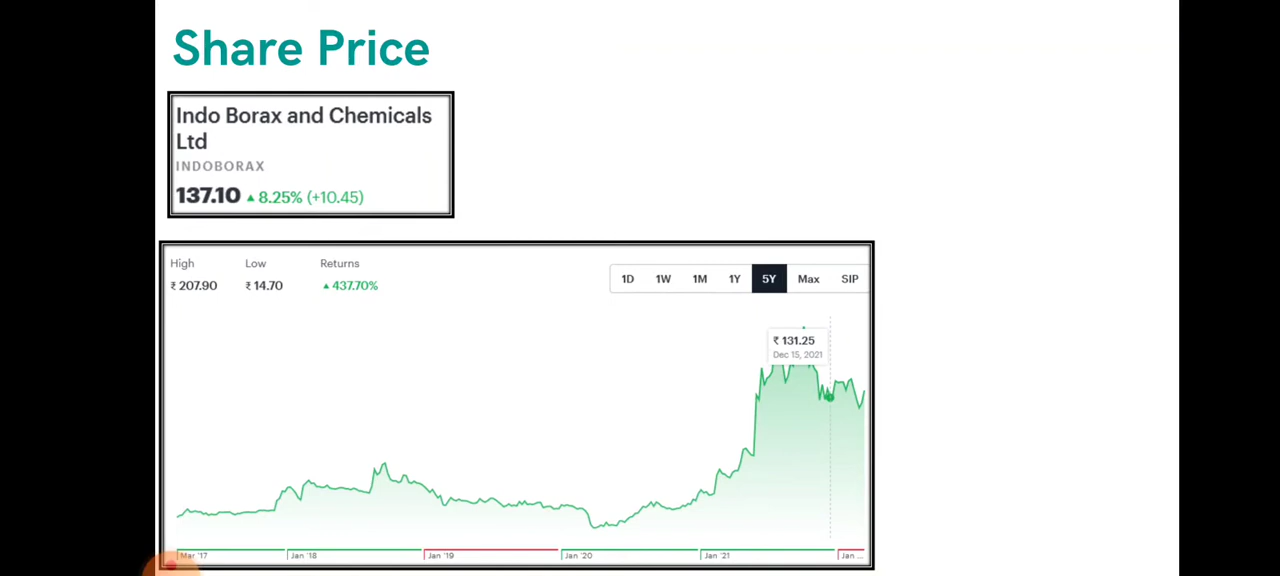 Share Price
Indo Borax and Chemicals
Ltd
INDOBORAX
137.10 ▲ 8.25% (+10.45)
High Low Returns
₹ 207.90 ₹ 14.70 ▲ 437.70%
1D 1W 1M 1Y 5Y Max SIP
₹ 131.25
Dec 15, 2021
Mar '17 Jan '18 Jan '19 Jan '20 Jan '21 Jan ...